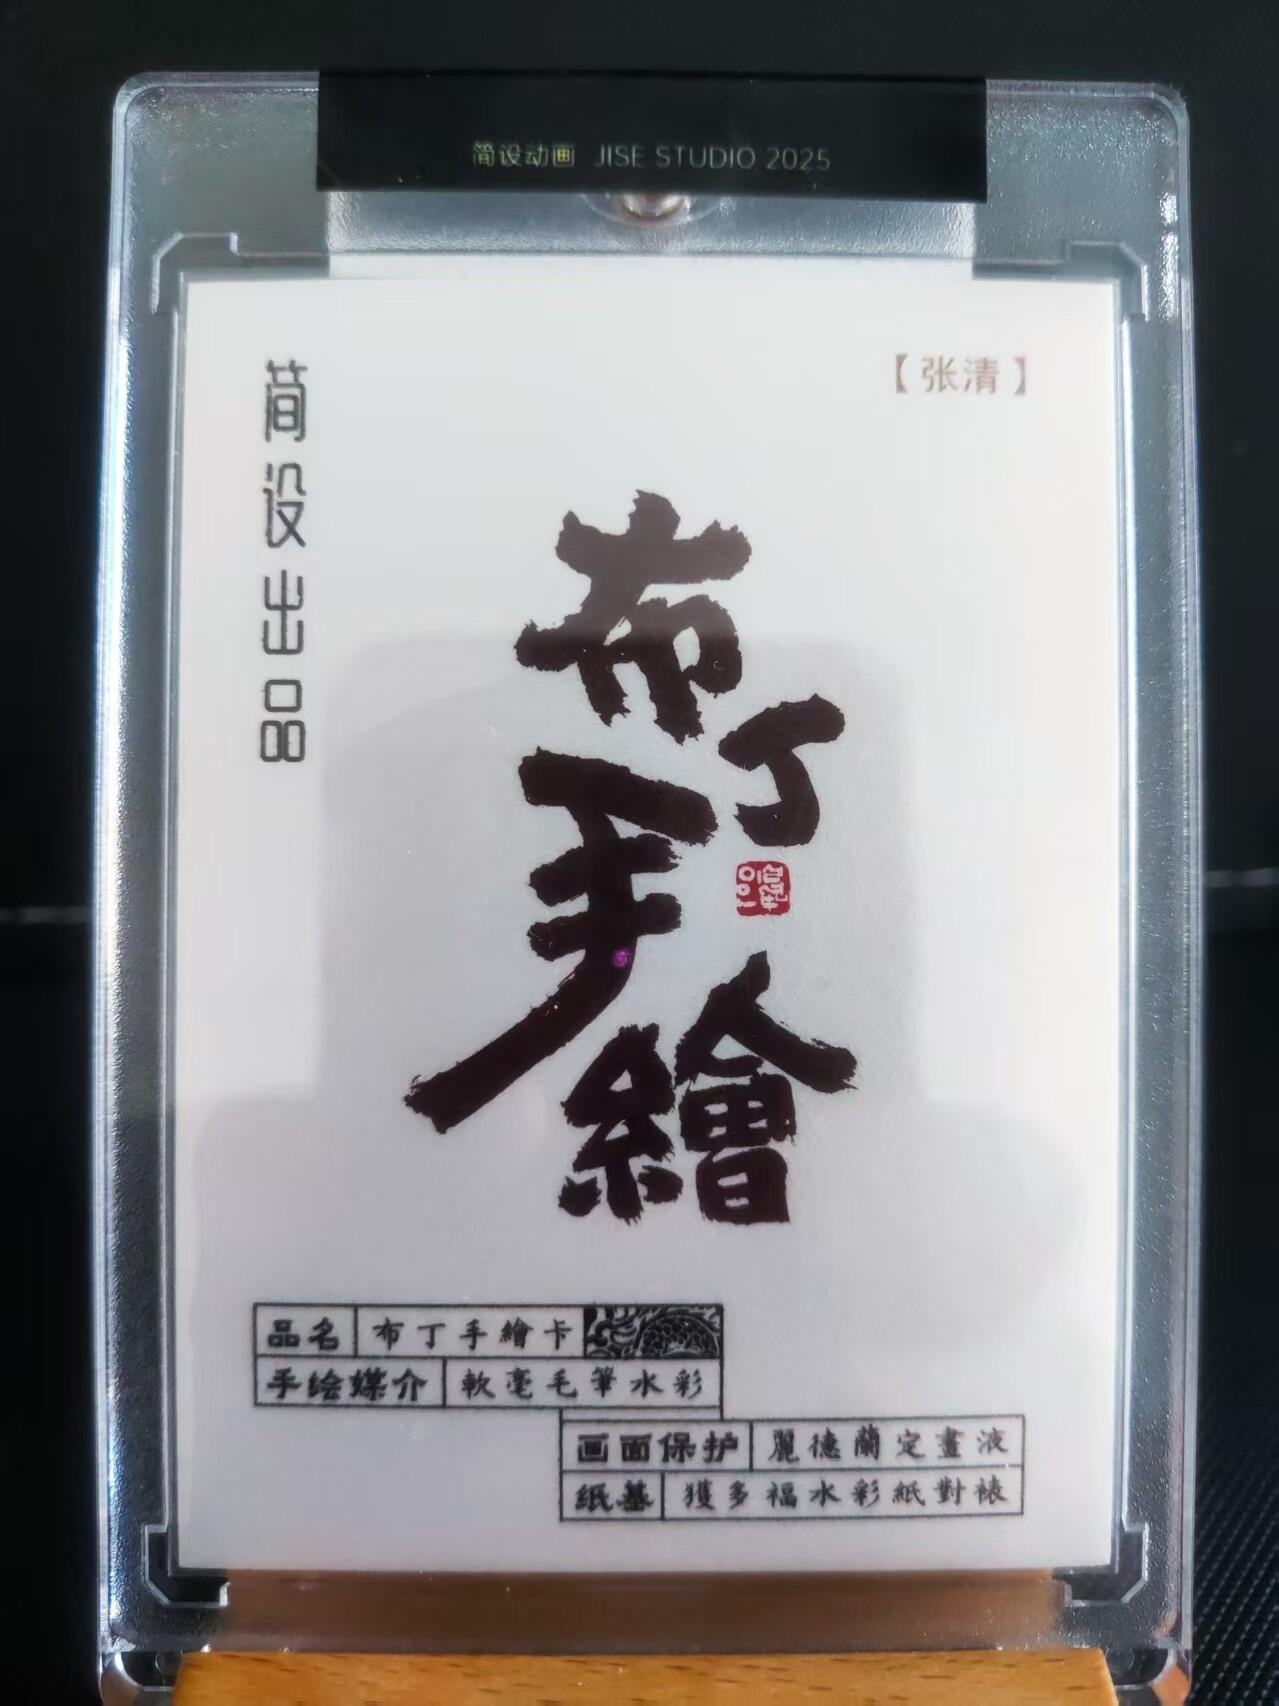 简设动画 JISE STUDIO 2025
简设出品
【张清】
布丁
手繪
品名 布丁手繪卡
手绘媒介 軟毫毛筆水彩
画面保护 麗德蘭定畫液
纸基 獲多福水彩紙對裱